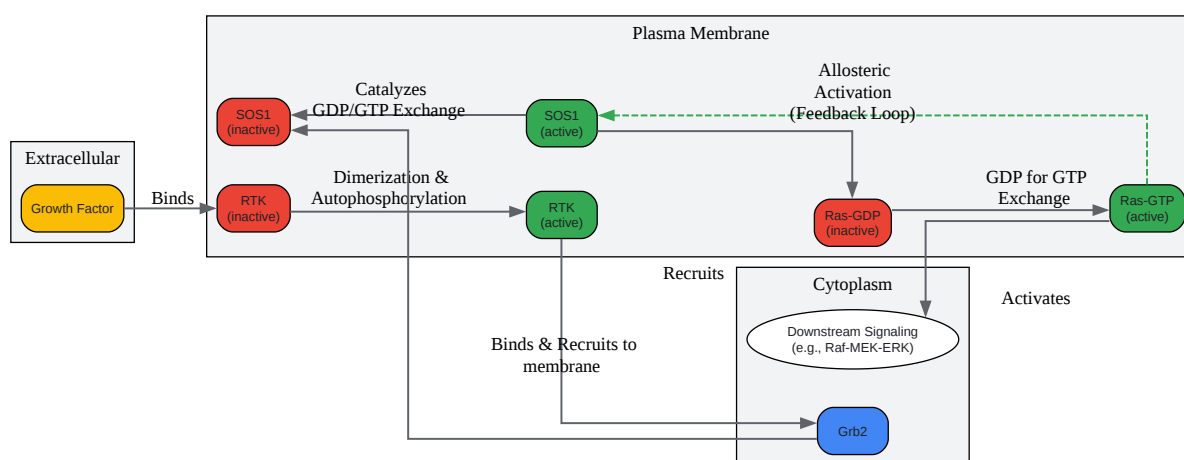 Plasma Membrane
Catalyzes
GDP/GTP Exchange
Allosteric
Activation
(Feedback Loop)
SOS1
(inactive)
SOS1
(active)
Extracellular
Growth Factor
Binds
RTK
(inactive)
Dimerization &
Autophosphorylation
RTK
(active)
Ras-GDP
(inactive)
GDP for GTP
Exchange
Ras-GTP
(active)
Recruits
Cytoplasm
Activates
Downstream Signaling
(e.g., Raf-MEK-ERK)
Binds & Recruits to
membrane
Grb2